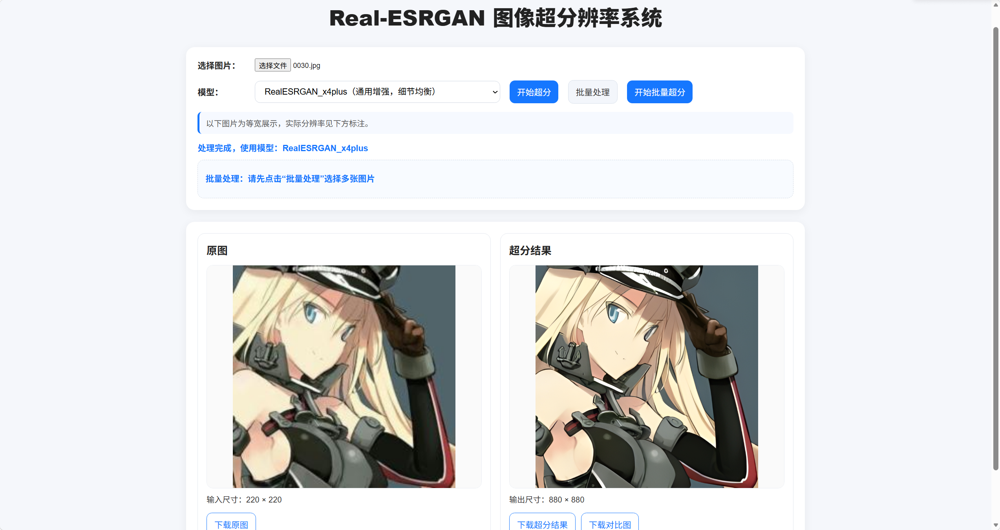 Real-ESRGAN 图像超分辨率系统
选择图片：
选择文件 0030.jpg
模型：
RealESRGAN_x4plus（通用增强，细节均衡）
开始超分
批量处理
开始批量超分
以下图片为等宽展示，实际分辨率见下方标注。
处理完成，使用模型：RealESRGAN_x4plus
批量处理：请先点击“批量处理”选择多张图片
原图
输入尺寸：220 × 220
下载原图
超分结果
输出尺寸：880 × 880
下载超分结果
下载对比图